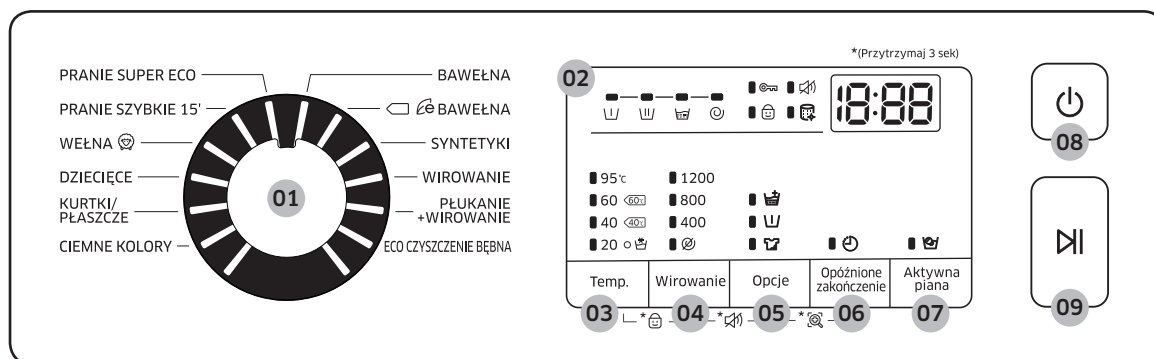 *(Przytrzymaj 3 sek)
PRANIE SUPER ECO
PRANIE SZYBKIE 15'
WEŁNA
DZIECIĘCE
KURTKI/
PŁASZCZE
CIEMNE KOLORY
01
BAWEŁNA
BAWEŁNA
SYNTETYKI
WIROWANIE
PŁUKANIE
+WIROWANIE
ECO CZYSZCZENIE BĘBNA
02
18:88
95°C 1200
60 60°C 800
40 40°C 400
20
Temp. Wirowanie Opcje Opóźnione zakończenie Aktywna piana
03 * 04 * 05 * 06 07
08
09